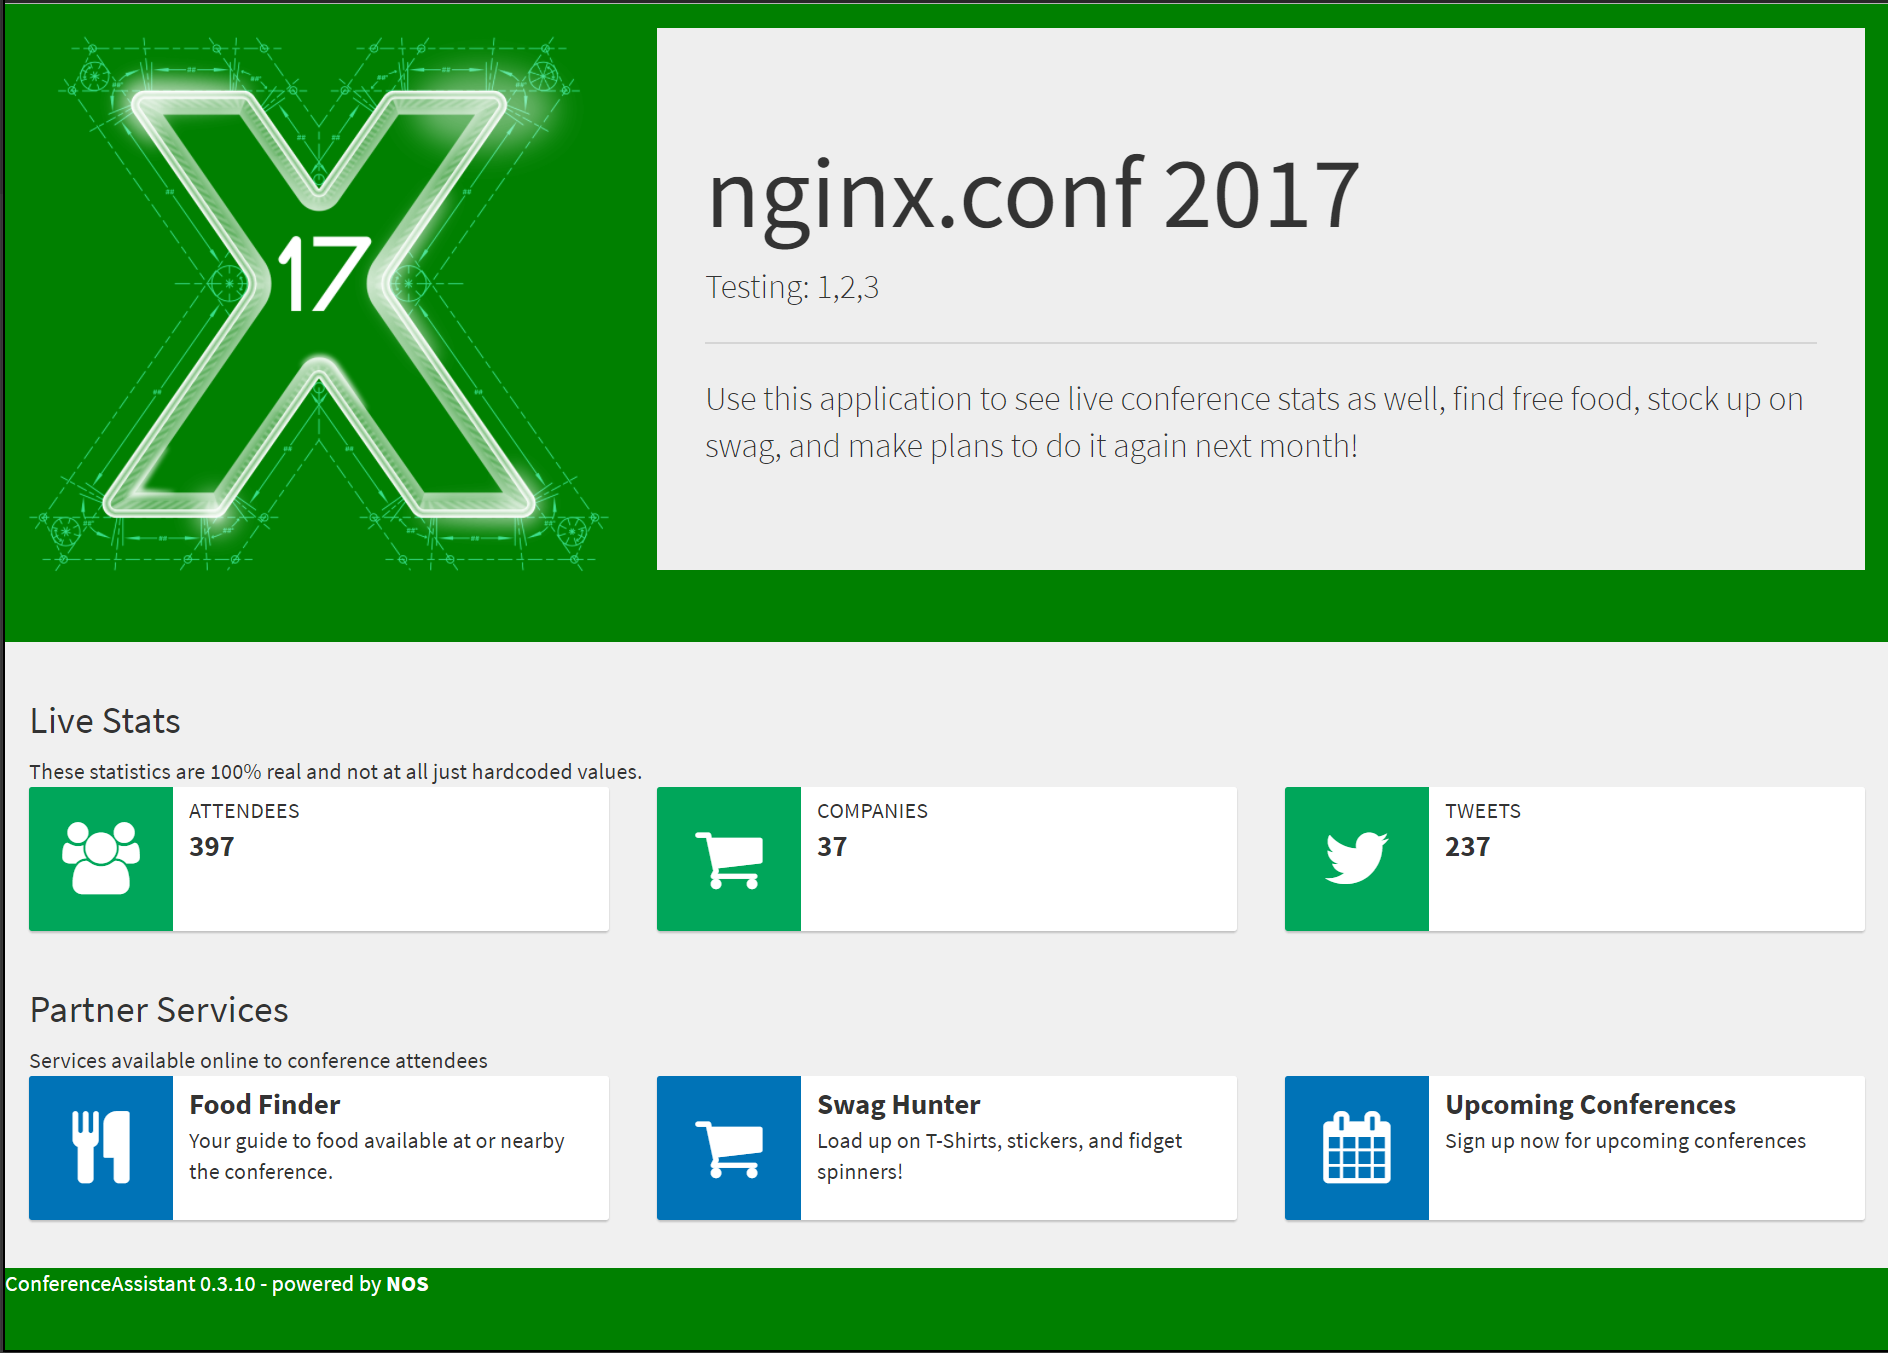 17
nginx.conf 2017
Testing: 1,2,3
Use this application to see live conference stats as well, find free food, stock up on
swag, and make plans to do it again next month!
Live Stats
These statistics are 100% real and not at all just hardcoded values.
ATTENDEES
397
COMPANIES
37
TWEETS
237
Partner Services
Services available online to conference attendees
Food Finder
Your guide to food available at or nearby
the conference.
Swag Hunter
Load up on T-Shirts, stickers, and fidget
spinners!
Upcoming Conferences
Sign up now for upcoming conferences
ConferenceAssistant 0.3.10 - powered by NOS